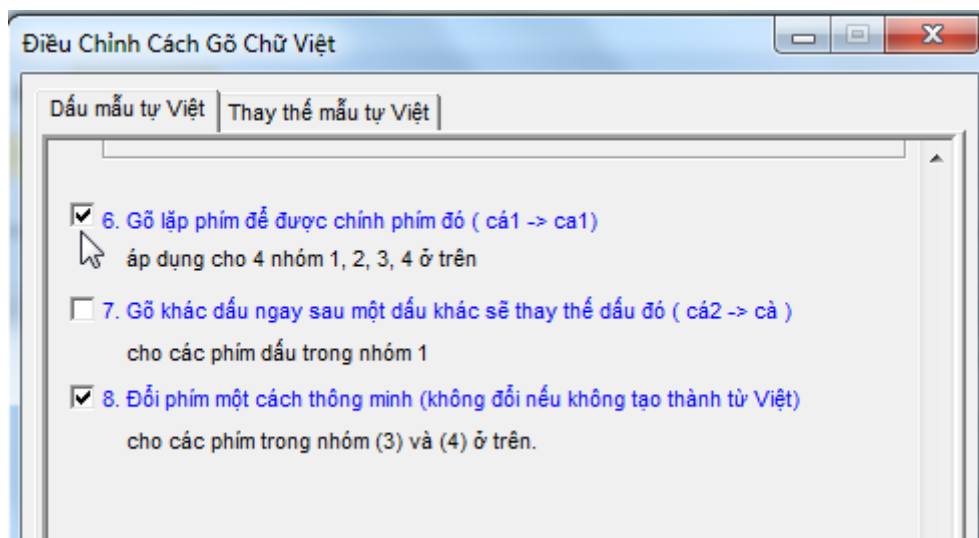 Điều Chỉnh Cách Gõ Chữ Việt
Dấu mẫu tự Việt
Thay thế mẫu tự Việt
6. Gõ lặp phím để được chính phím đó ( cá1 -> ca1)
áp dụng cho 4 nhóm 1, 2, 3, 4 ở trên
7. Gõ khác dấu ngay sau một dấu khác sẽ thay thế dấu đó ( cá2 -> cà )
cho các phím dấu trong nhóm 1
8. Đổi phím một cách thông minh (không đổi nếu không tạo thành từ Việt)
cho các phím trong nhóm (3) và (4) ở trên.